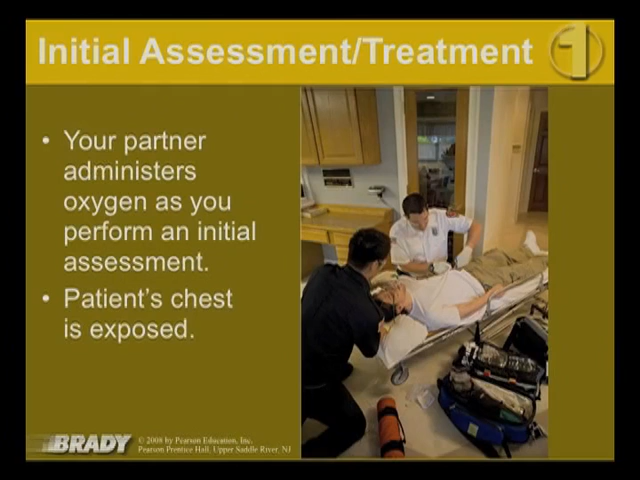 Initial Assessment/Treatment
1
• Your partner
administers
oxygen as you
perform an initial
assessment.
• Patient's chest
is exposed.
BRADY
© 2008 by Pearson Education, Inc.
Pearson Prentice Hall, Upper Saddle River, NJ